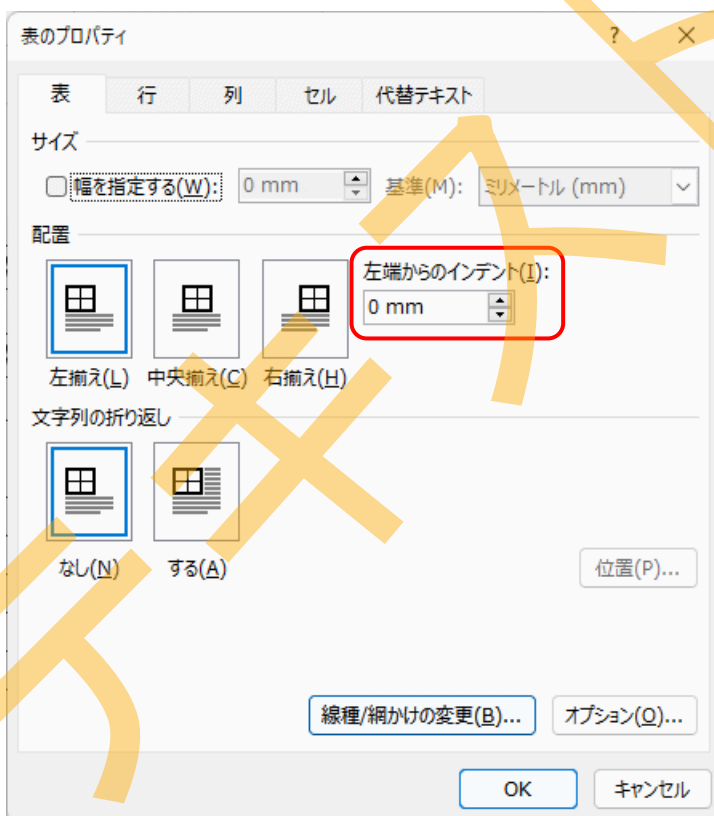 表のプロパティ ? ×
表 行 列 セル 代替テキスト
サイズ
幅を指定する(W): 0 mm 基準(M): ミリメートル (mm)
配置
左端からのインデント(I):
0 mm
左揃え(L) 中央揃え(C) 右揃え(H)
文字列の折り返し
なし(N) する(A)
位置(P)...
線種/網かけの変更(B)... オプション(O)...
OK キャンセル